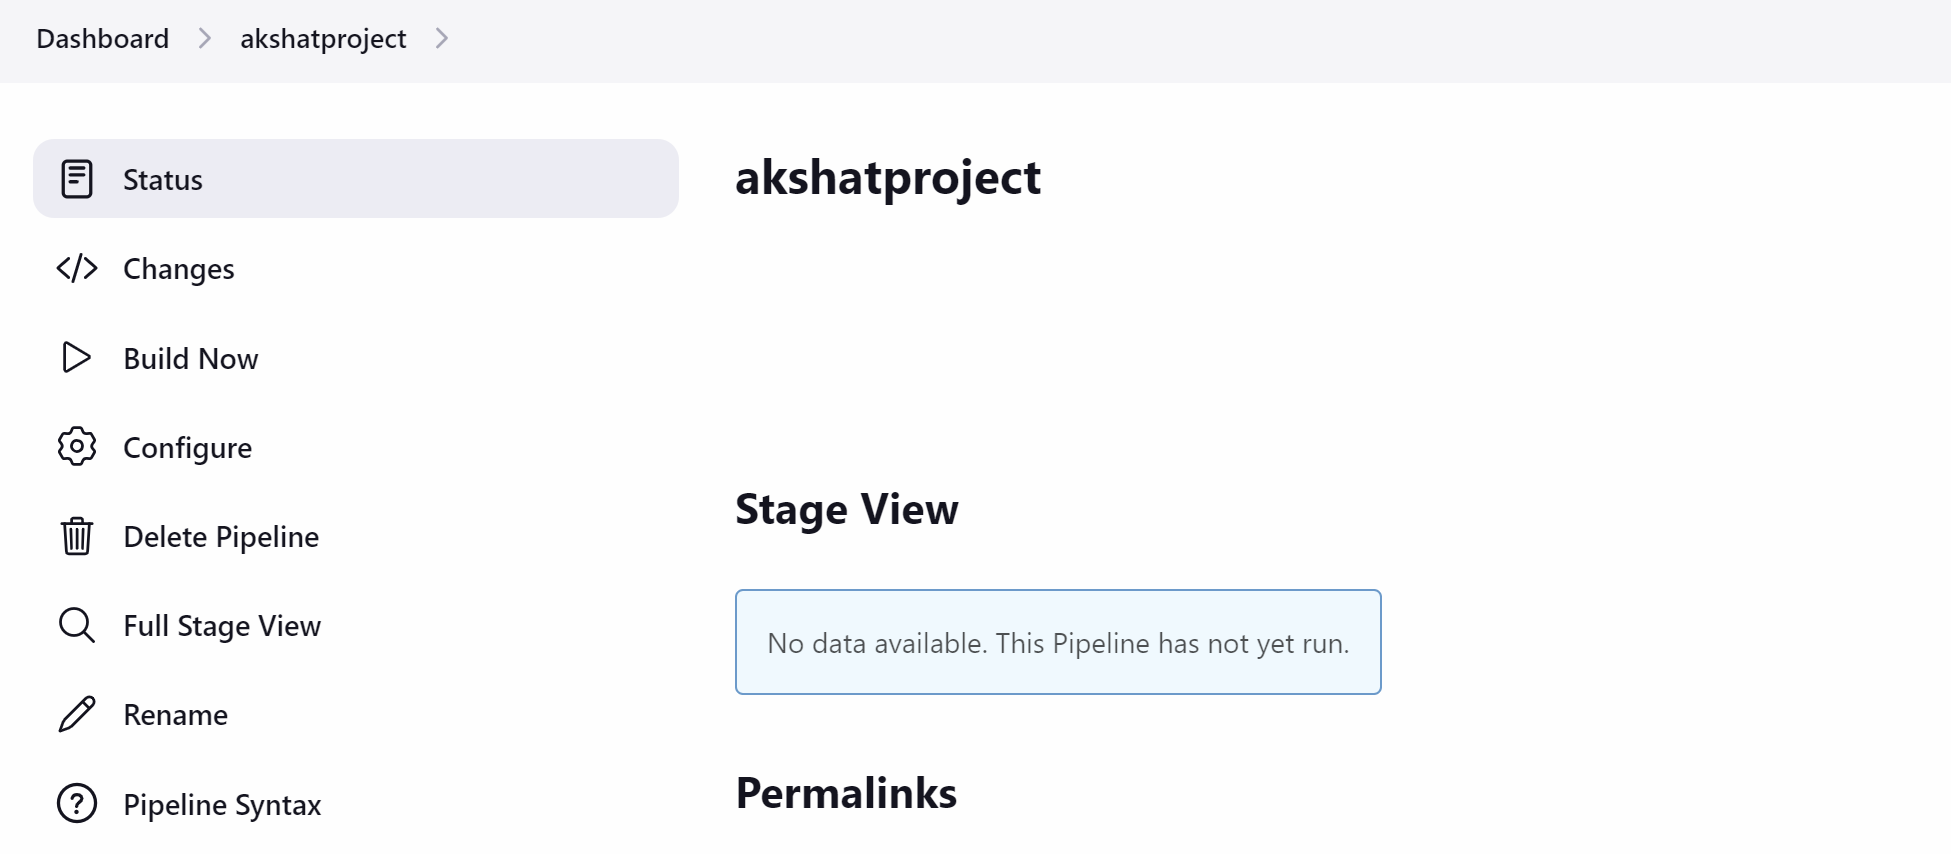 Dashboard
akshatproject
Status
Changes
Build Now
Configure
Delete Pipeline
Full Stage View
Rename
Pipeline Syntax
akshatproject
Stage View
No data available. This Pipeline has not yet run.
Permalinks